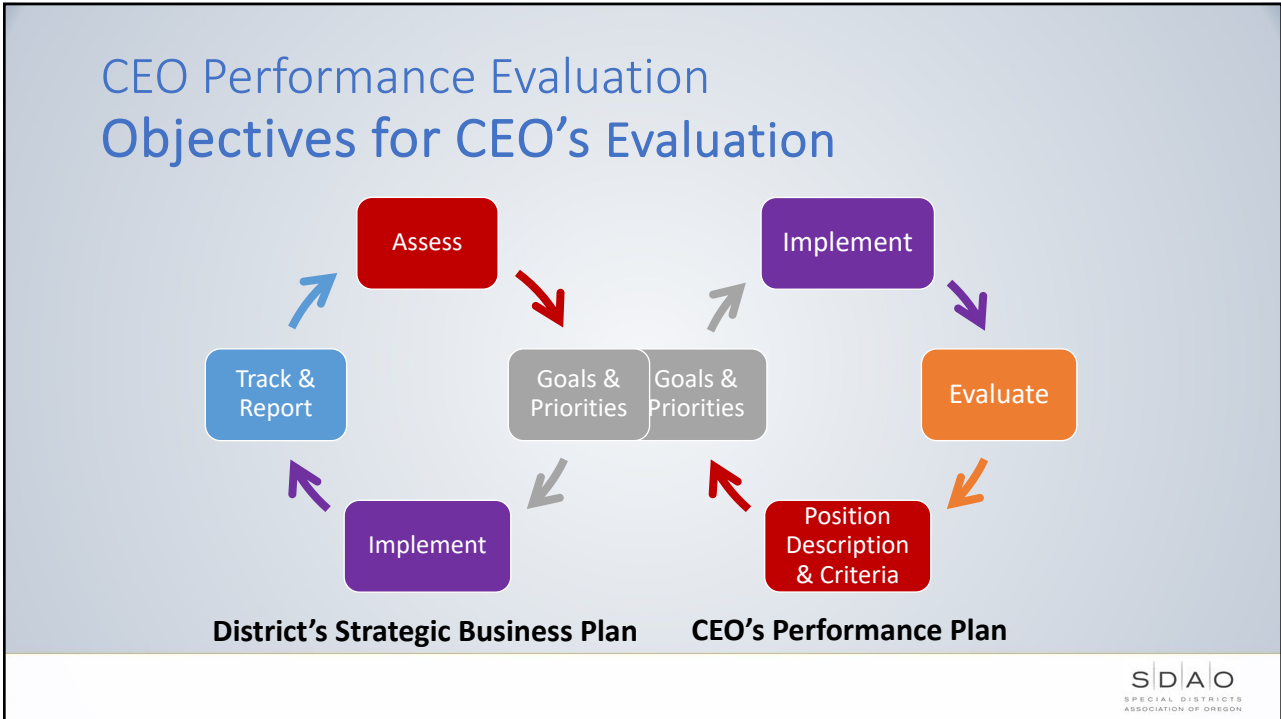 CEO Performance Evaluation
Objectives for CEO's Evaluation
Assess
Implement
Track &
Report
Goals &
Priorities
Goals &
Priorities
Evaluate
Implement
Position
Description
& Criteria
District's Strategic Business Plan
CEO's Performance Plan
S|D|A|O
SPECIAL DISTRICTS
ASSOCIATION OF OREGON